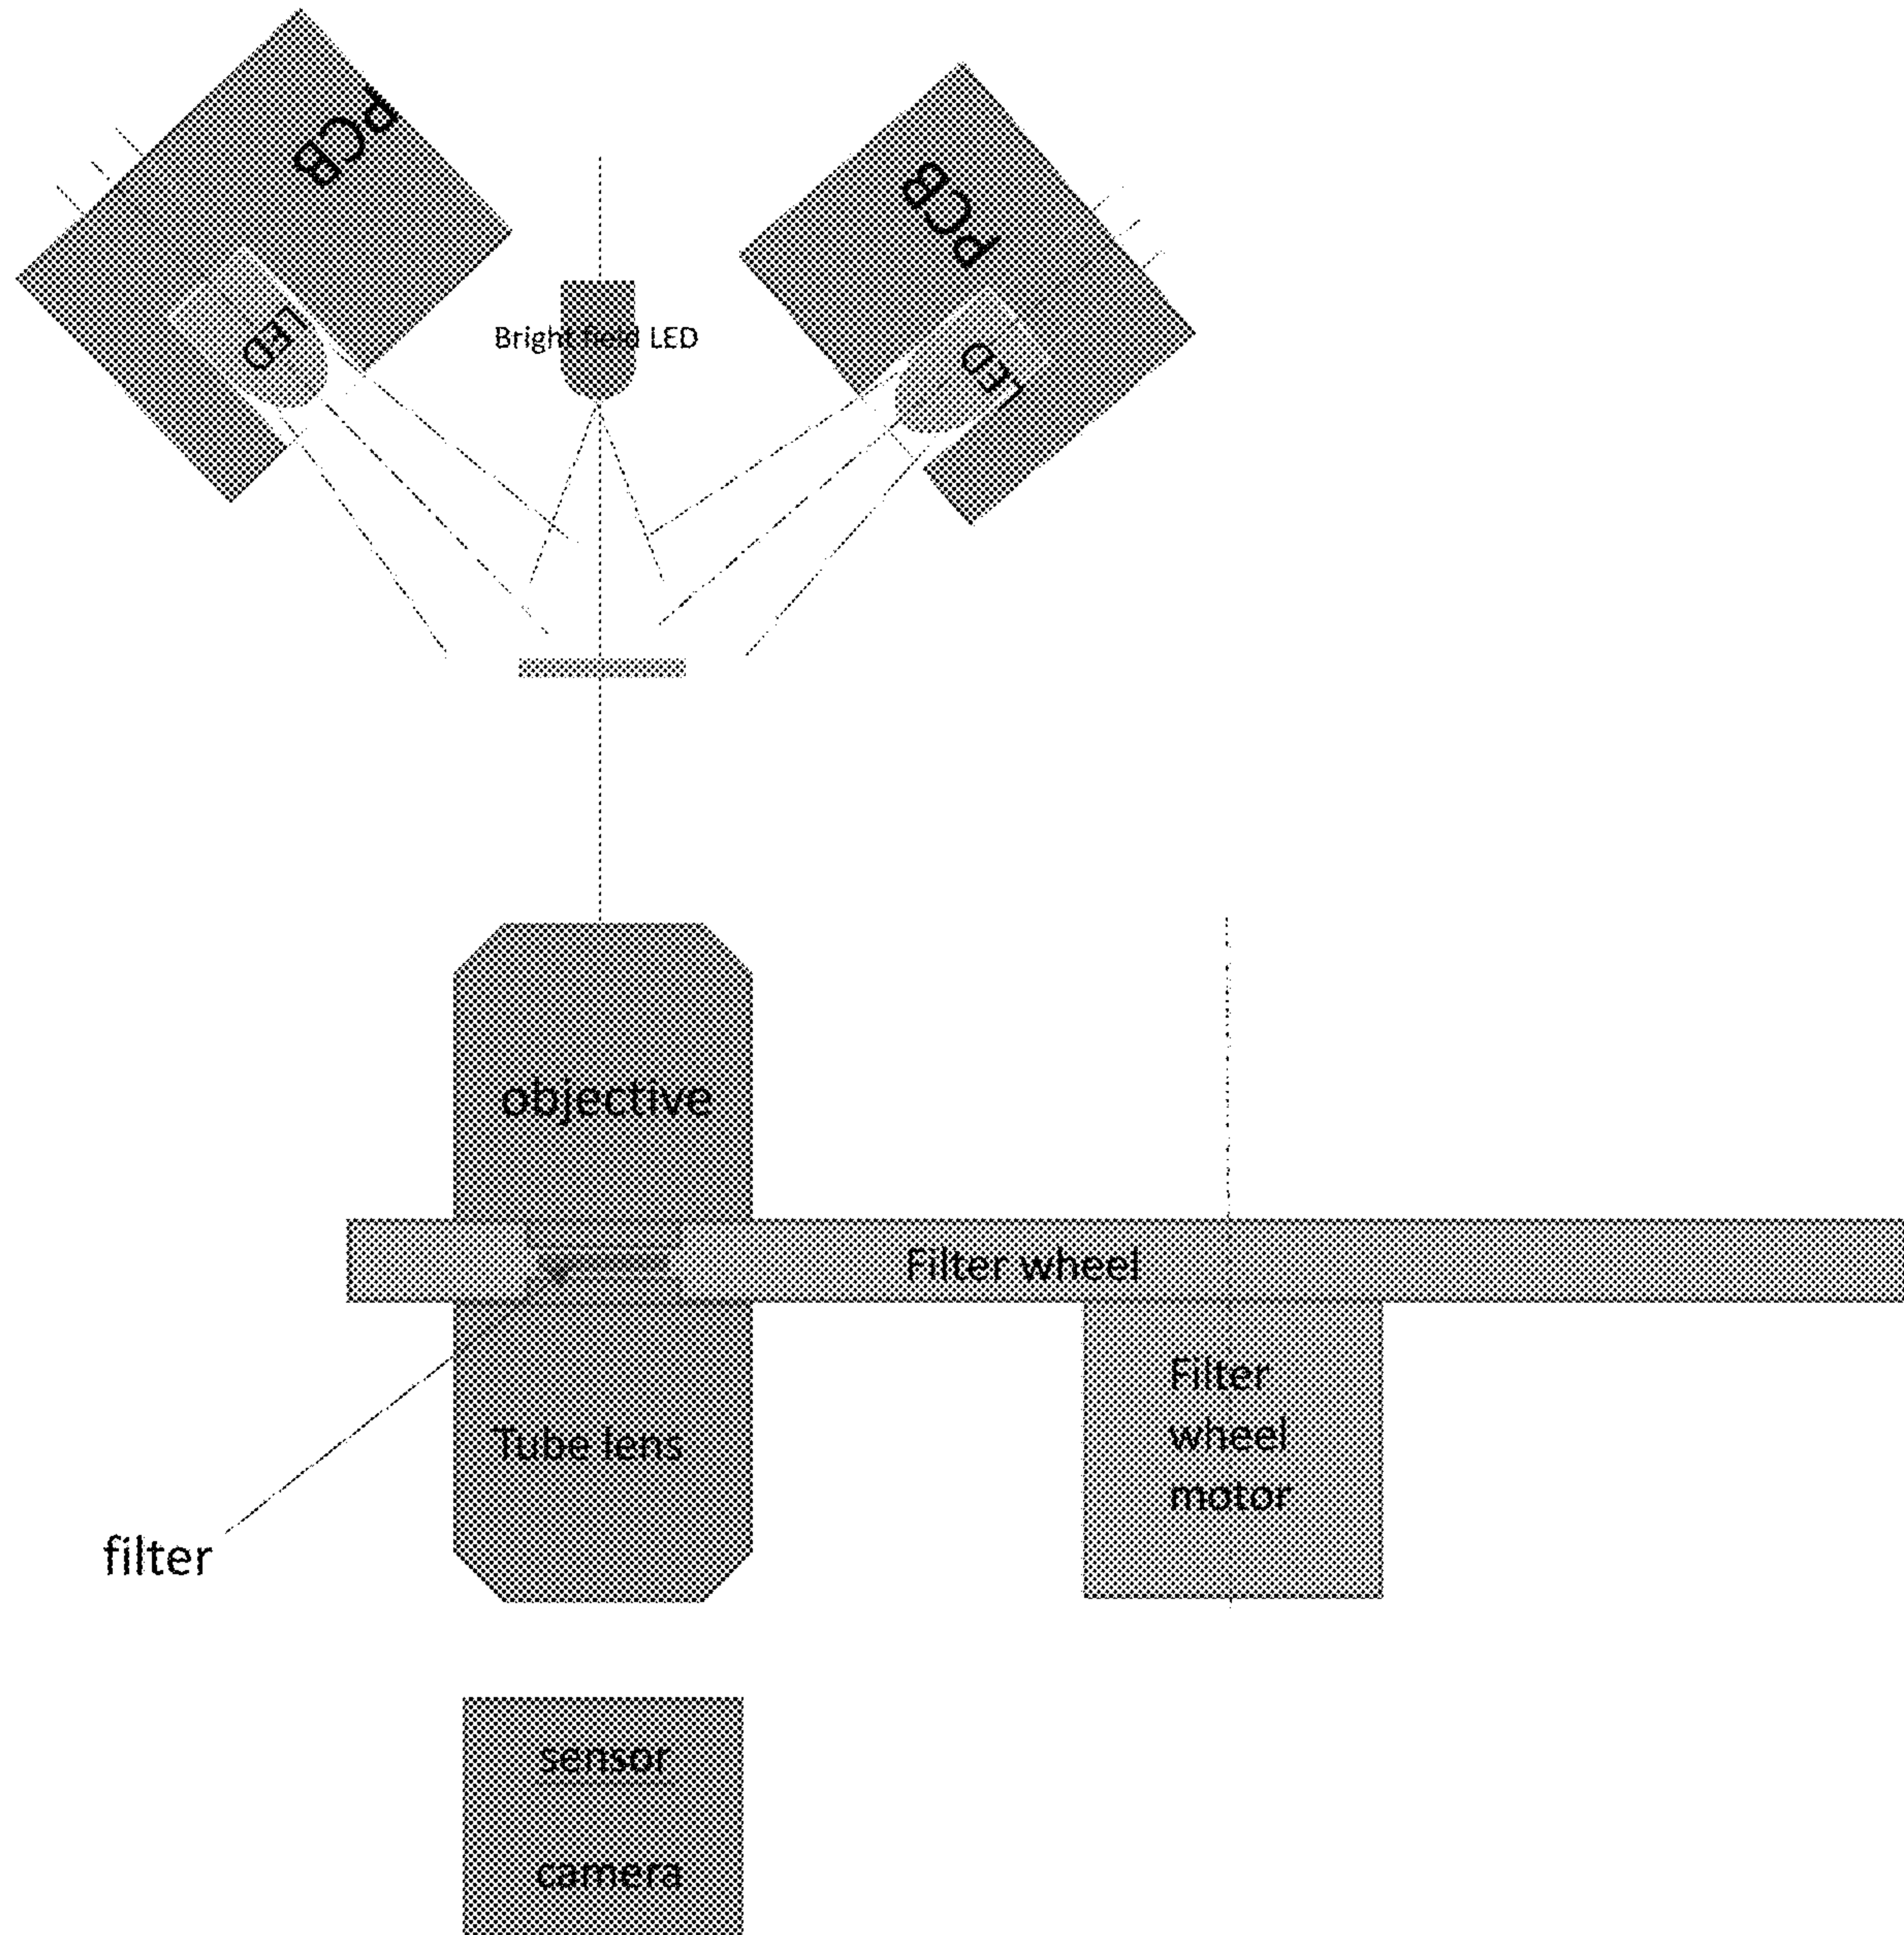 PCB
PCB
LED
Bright field LED
LED
objective
Filter wheel
Filter
wheel
motor
Tube lens
filter
sensor
camera